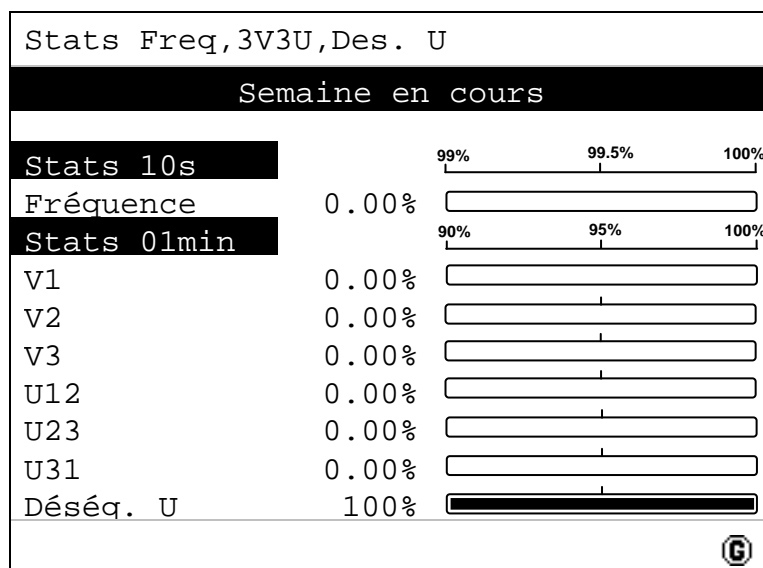 Stats Freq,3V3U,Des. U
Semaine en cours
Stats 10s 99% 99.5% 100%
Fréquence 0.00%
Stats 01min 90% 95% 100%
V1 0.00%
V2 0.00%
V3 0.00%
U12 0.00%
U23 0.00%
U31 0.00%
Déséq. U 100%
G